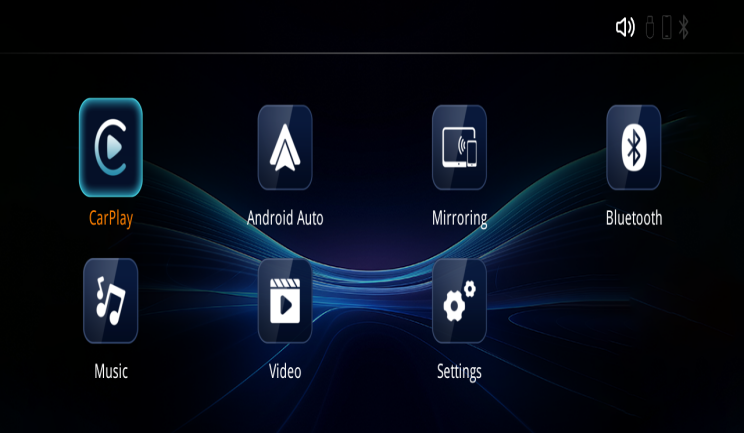 CarPlay Android Auto Mirroring Bluetooth
Music Video Settings